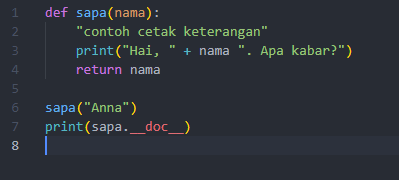 1 def sapa(nama):
2 "contoh cetak keterangan"
3 print("Hai, " + nama ". Apa kabar?")
4 return nama
5
6 sapa("Anna")
7 print(sapa.__doc__)
8